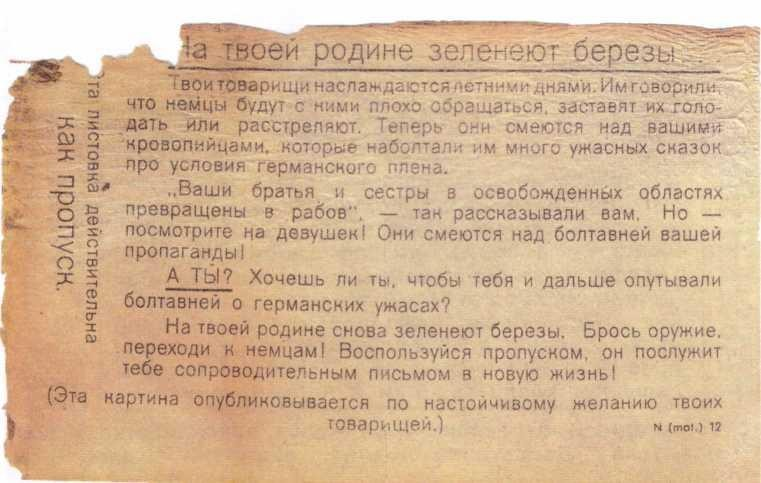 На твоей родине зеленеют березы . . .
Твои товарищи наслаждаются летними днями. Им говорили,
что немцы будут с ними плохо обращаться, заставят их голо-
дать или расстреляют. Теперь они смеются над вашими
кровопийцами, которые наболтали им много ужасных сказок
про условия германского плена.
„Ваши братья и сестры в освобожденных областях
превращены в рабов", — так рассказывали вам. Но —
посмотрите на девушек! Они смеются над болтавней вашей
пропаганды!
А ТЫ? Хочешь ли ты, чтобы тебя и дальше опутывали
болтавней о германских ужасах?
На твоей родине снова зеленеют березы. Брось оружие,
переходи к немцам! Воспользуйся пропуском, он послужит
тебе сопроводительным письмом в новую жизнь!
(Эта картина опубликовывается по настойчивому желанию твоих
товарищей.)
N (mot.) 12
Эта листовка действительна
как пропуск.